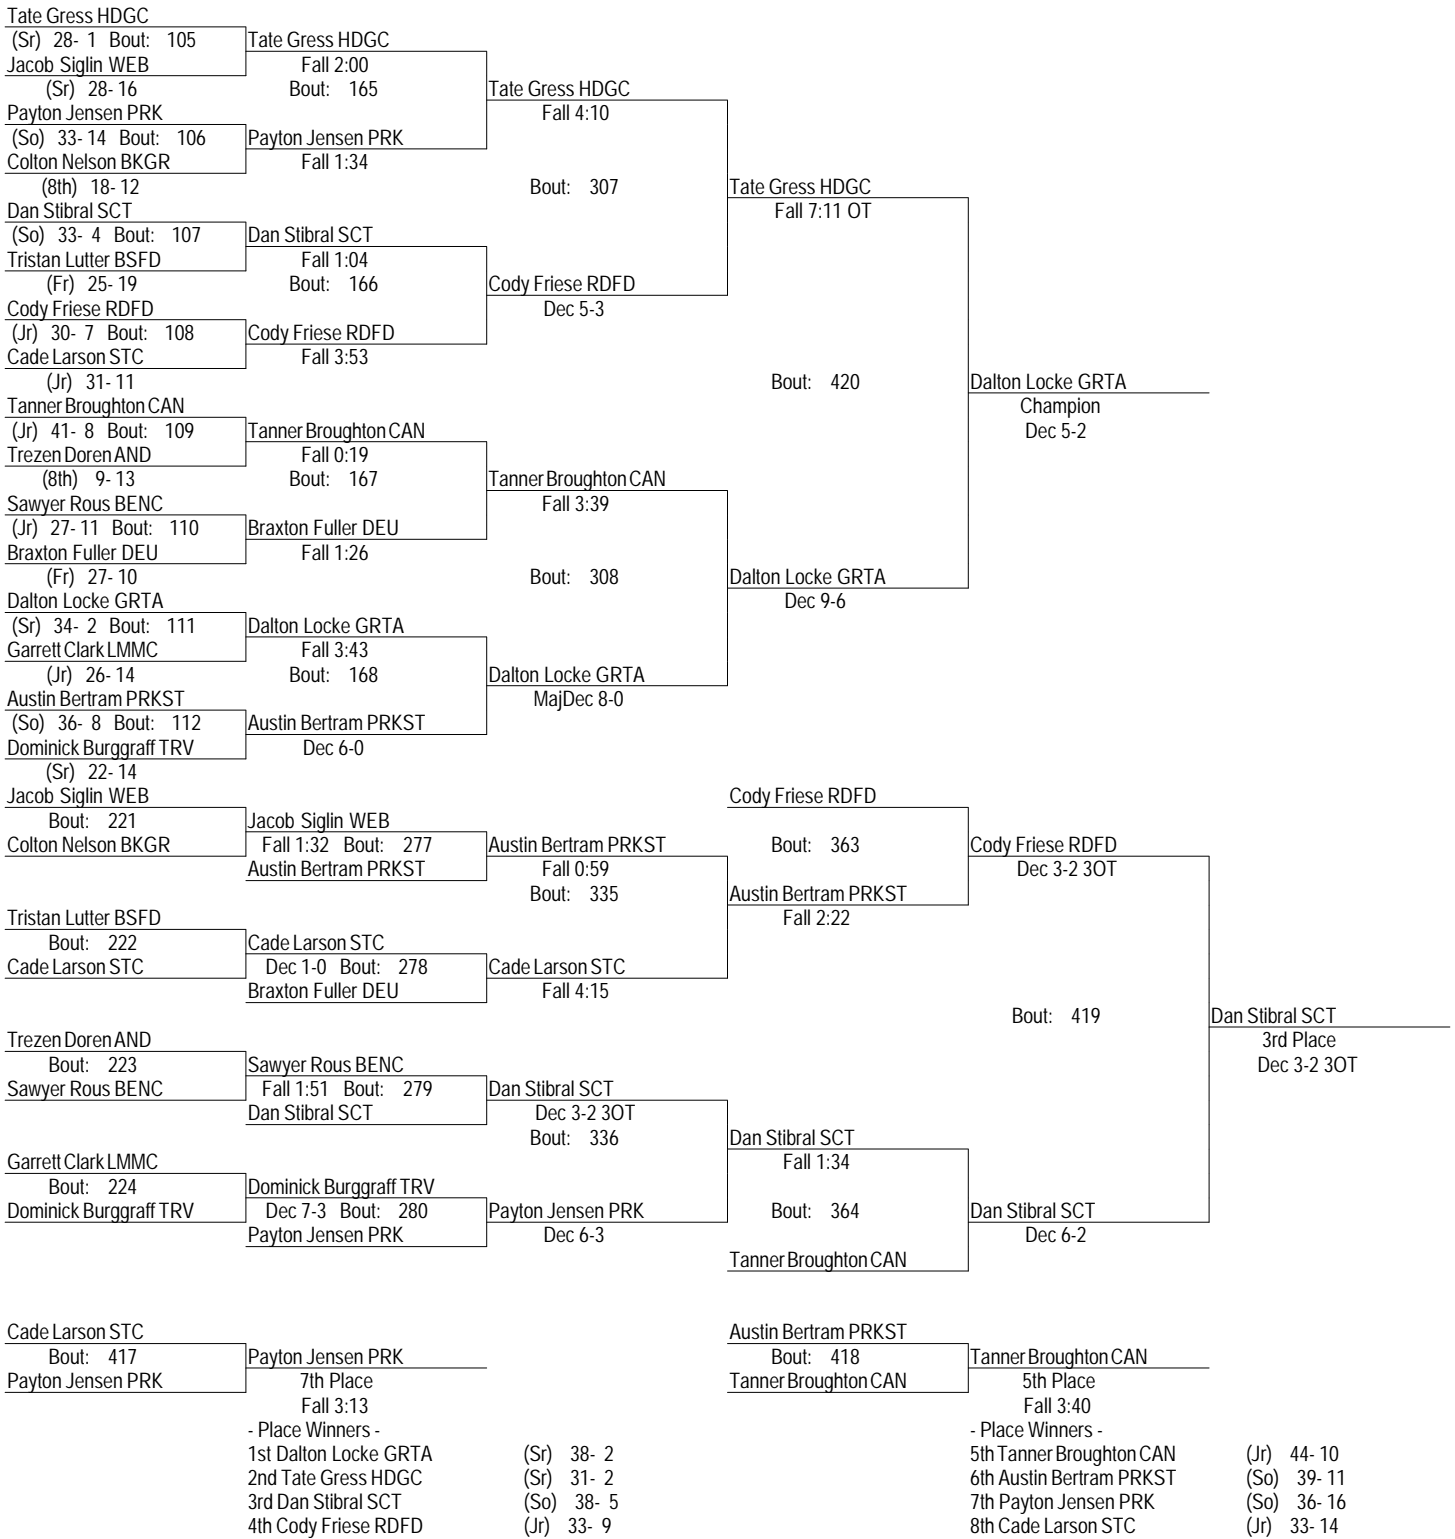 Tate Gress HDGC
(Sr) 28- 1 Bout: 105 Tate Gress HDGC
Jacob Siglin WEB Fall 2:00
(Sr) 28- 16 Bout: 165 Tate Gress HDGC
Payton Jensen PRK Fall 4:10
(So) 33- 14 Bout: 106 Payton Jensen PRK
Colton Nelson BKGR Fall 1:34
(8th) 18- 12 Bout: 307 Tate Gress HDGC
Dan Stibral SCT Fall 7:11 OT
(So) 33- 4 Bout: 107 Dan Stibral SCT
Tristan Lutter BSFD Fall 1:04
(Fr) 25- 19 Bout: 166 Cody Friese RDFD
Cody Friese RDFD Dec 5-3
(Jr) 30- 7 Bout: 108 Cody Friese RDFD
Cade Larson STC Fall 3:53
(Jr) 31- 11 Bout: 420 Dalton Locke GRTA
Tanner Broughton CAN Champion
(Jr) 41- 8 Bout: 109 Tanner Broughton CAN Dec 5-2
Trezen Doren AND Fall 0:19
(8th) 9- 13 Bout: 167 Tanner Broughton CAN
Sawyer Rous BENC Fall 3:39
(Jr) 27- 11 Bout: 110 Braxton Fuller DEU
Braxton Fuller DEU Fall 1:26
(Fr) 27- 10 Bout: 308 Dalton Locke GRTA
Dalton Locke GRTA Dec 9-6
(Sr) 34- 2 Bout: 111 Dalton Locke GRTA
Garrett Clark LMMC Fall 3:43
(Jr) 26- 14 Bout: 168 Dalton Locke GRTA
Austin Bertram PRKST MajDec 8-0
(So) 36- 8 Bout: 112 Austin Bertram PRKST
Dominick Burggraff TRV Dec 6-0
(Sr) 22- 14
Jacob Siglin WEB Cody Friese RDFD
Bout: 221 Jacob Siglin WEB
Colton Nelson BKGR Fall 1:32 Bout: 277 Austin Bertram PRKST Bout: 363 Cody Friese RDFD
Austin Bertram PRKST Fall 0:59 Dec 3-2 3OT
Bout: 335 Austin Bertram PRKST
Tristan Lutter BSFD Fall 2:22
Bout: 222 Cade Larson STC
Cade Larson STC Dec 1-0 Bout: 278 Cade Larson STC
Braxton Fuller DEU Fall 4:15
Bout: 419 Dan Stibral SCT
Trezen Doren AND 3rd Place
Bout: 223 Sawyer Rous BENC Dec 3-2 3OT
Sawyer Rous BENC Fall 1:51 Bout: 279 Dan Stibral SCT
Dan Stibral SCT Dec 3-2 3OT
Bout: 336 Dan Stibral SCT
Garrett Clark LMMC Fall 1:34
Bout: 224 Dominick Burggraff TRV
Dominick Burggraff TRV Dec 7-3 Bout: 280 Payton Jensen PRK Bout: 364 Dan Stibral SCT
Payton Jensen PRK Dec 6-3 Dec 6-2
Tanner Broughton CAN
Cade Larson STC Austin Bertram PRKST
Bout: 417 Payton Jensen PRK Bout: 418 Tanner Broughton CAN
Payton Jensen PRK 7th Place Tanner Broughton CAN 5th Place
Fall 3:13 Fall 3:40
- Place Winners - - Place Winners -
1st Dalton Locke GRTA (Sr) 38- 2 5th Tanner Broughton CAN (Jr) 44- 10
2nd Tate Gress HDGC (Sr) 31- 2 6th Austin Bertram PRKST (So) 39- 11
3rd Dan Stibral SCT (So) 38- 5 7th Payton Jensen PRK (So) 36- 16
4th Cody Friese RDFD (Jr) 33- 9 8th Cade Larson STC (Jr) 33- 14